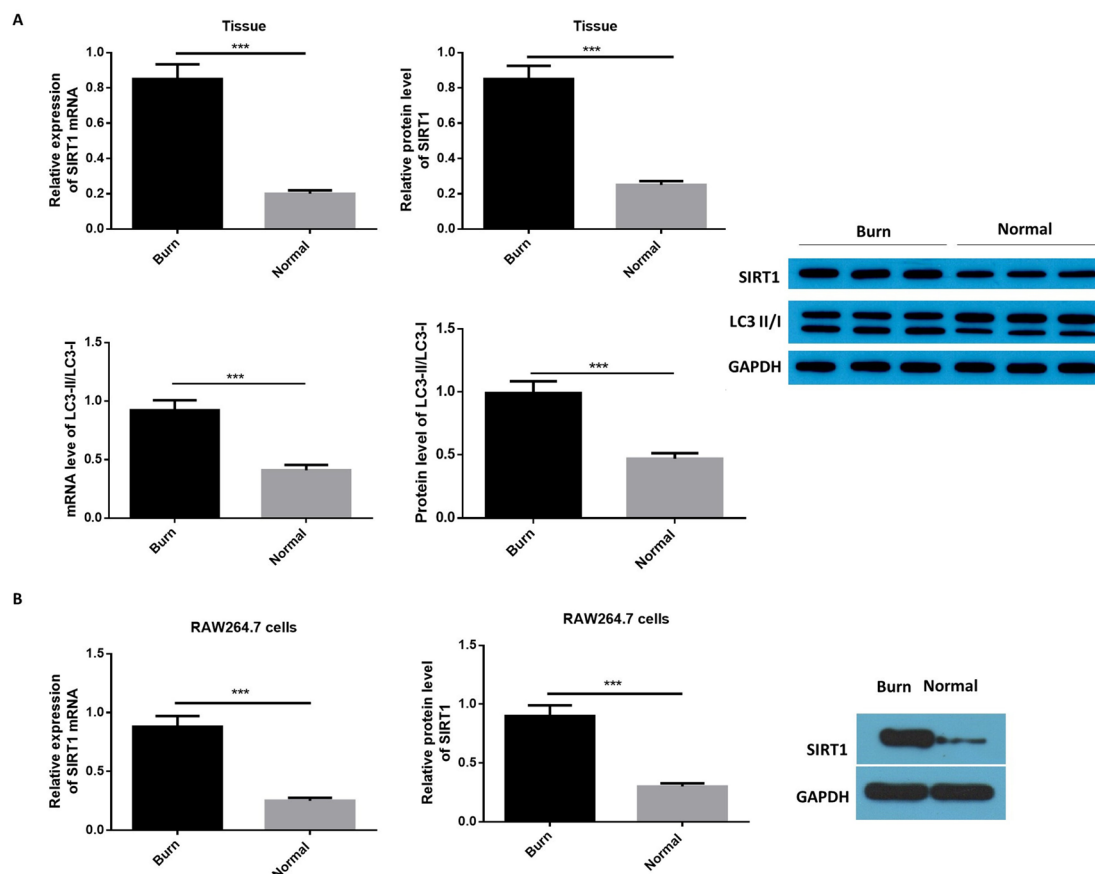 A
Tissue
Relative expression
of SIRT1 mRNA
1.0
0.8
0.6
0.4
0.2
0.0
***
Burn
Normal
Tissue
Relative protein level
of SIRT1
1.0
0.8
0.6
0.4
0.2
0.0
***
Burn
Normal
Burn
Normal
SIRT1
LC3 II/I
GAPDH
mRNA leve of LC3-II/LC3-I
1.5
1.0
0.5
0.0
***
Burn
Normal
Protein level of LC3-II/LC3-I
1.5
1.0
0.5
0.0
***
Burn
Normal
B
RAW264.7 cells
Relative expression
of SIRT1 mRNA
1.5
1.0
0.5
0.0
***
Burn
Normal
RAW264.7 cells
Relative protein level
of SIRT1
1.5
1.0
0.5
0.0
***
Burn
Normal
Burn Normal
SIRT1
GAPDH